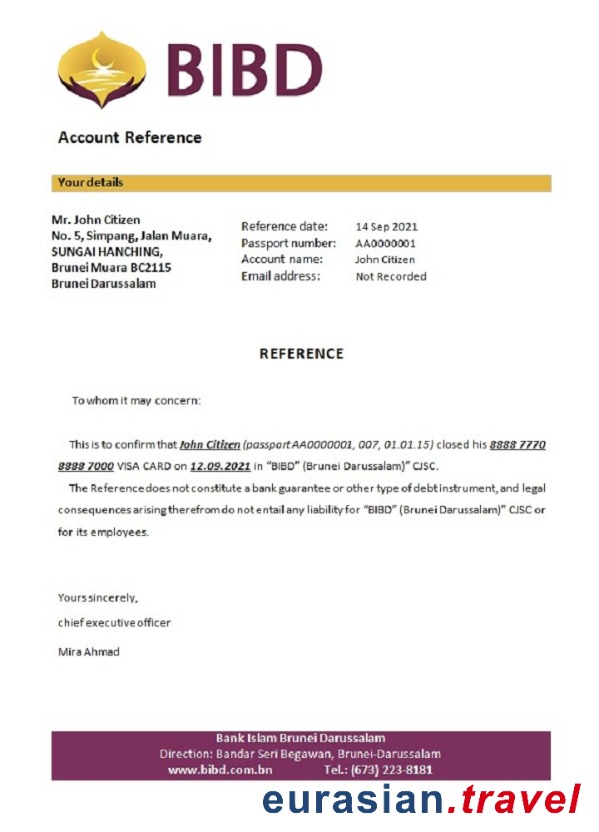 BIBD
Account Reference
Your details
Mr. John Citizen
No. 5, Simpang, Jalan Muara,
SUNGAI HANCHING,
Brunei Muara BC2115
Brunei Darussalam
Reference date: 14 Sep 2021
Passport number: AA0000001
Account name: John Citizen
Email address: Not Recorded
REFERENCE
To whom it may concern:
This is to confirm that John Citizen (passport AA0000001, 007, 01.01.15) closed his 8888 7770
8888 7000 VISA CARD on 12.09.2021 in “BIBD” (Brunei Darussalam)” CJSC.
The Reference does not constitute a bank guarantee or other type of debt instrument, and legal
consequences arising therefrom do not entail any liability for “BIBD” (Brunei Darussalam)” CJSC or
for its employees.
Yours sincerely,
chief executive officer
Mira Ahmad
Bank Islam Brunei Darussalam
Direction: Bandar Seri Begawan, Brunei-Darussalam
www.bibd.com.bn Tel.: (673) 223-8181
eurasian.travel